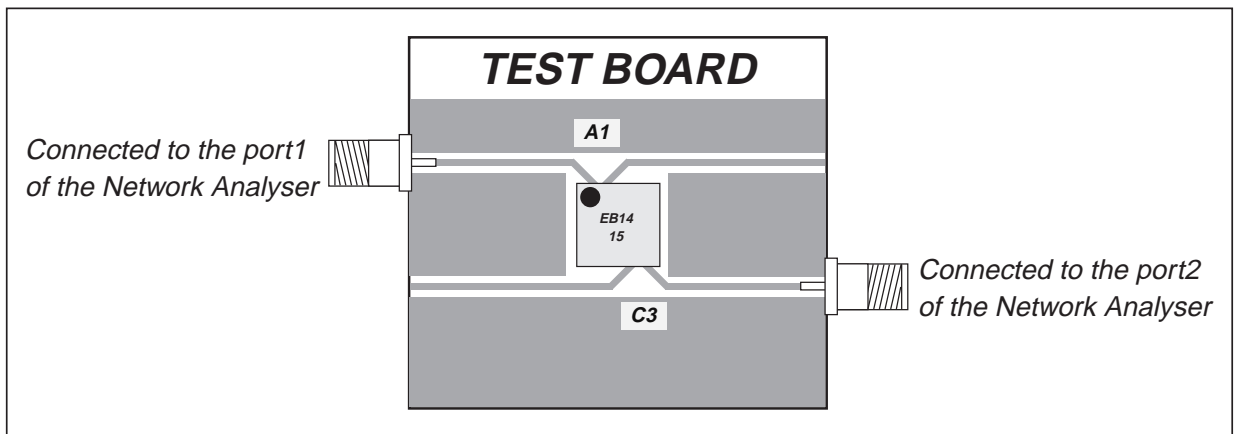 TEST BOARD
A1
Connected to the port1
of the Network Analyser
EB14
15
Connected to the port2
of the Network Analyser
C3